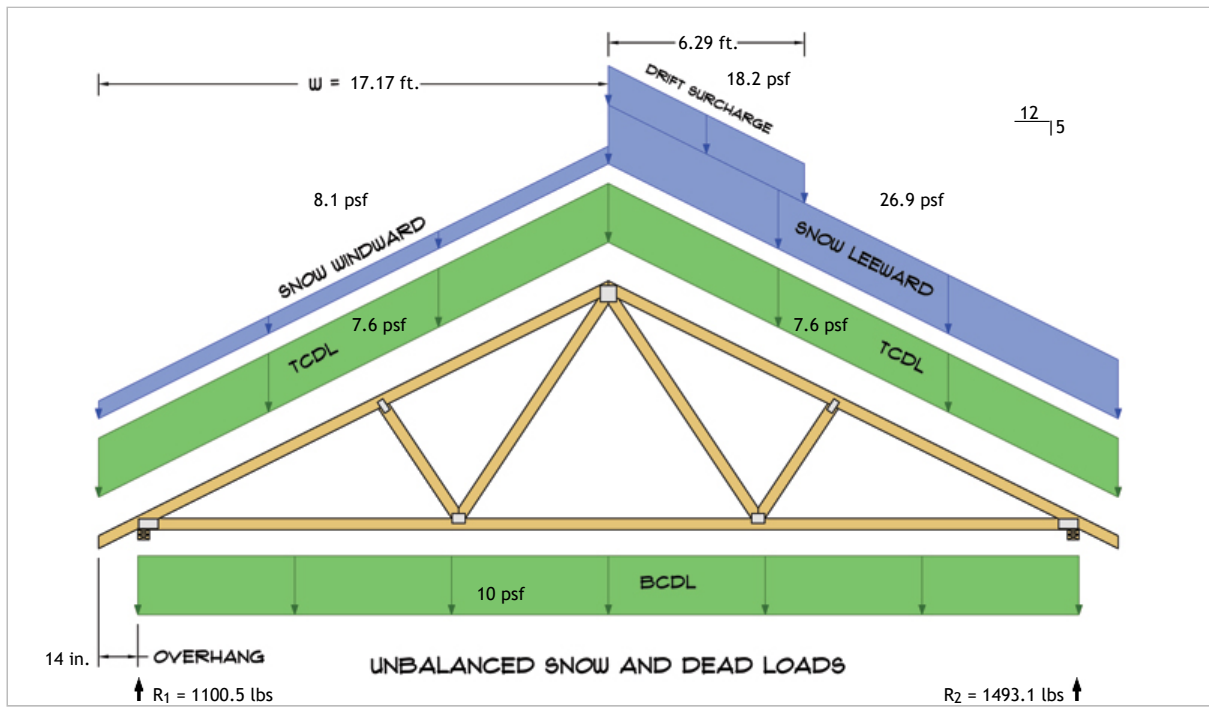 6.29 ft.
DRIFT SURCHARGE
18.2 psf
W = 17.17 ft.
12
5
8.1 psf
26.9 psf
SNOW WINDWARD
SNOW LEEWARD
7.6 psf
7.6 psf
TCDL
TCDL
BCDL
10 psf
14 in.
OVERHANG
UNBALANCED SNOW AND DEAD LOADS
R1 = 1100.5 lbs
R2 = 1493.1 lbs